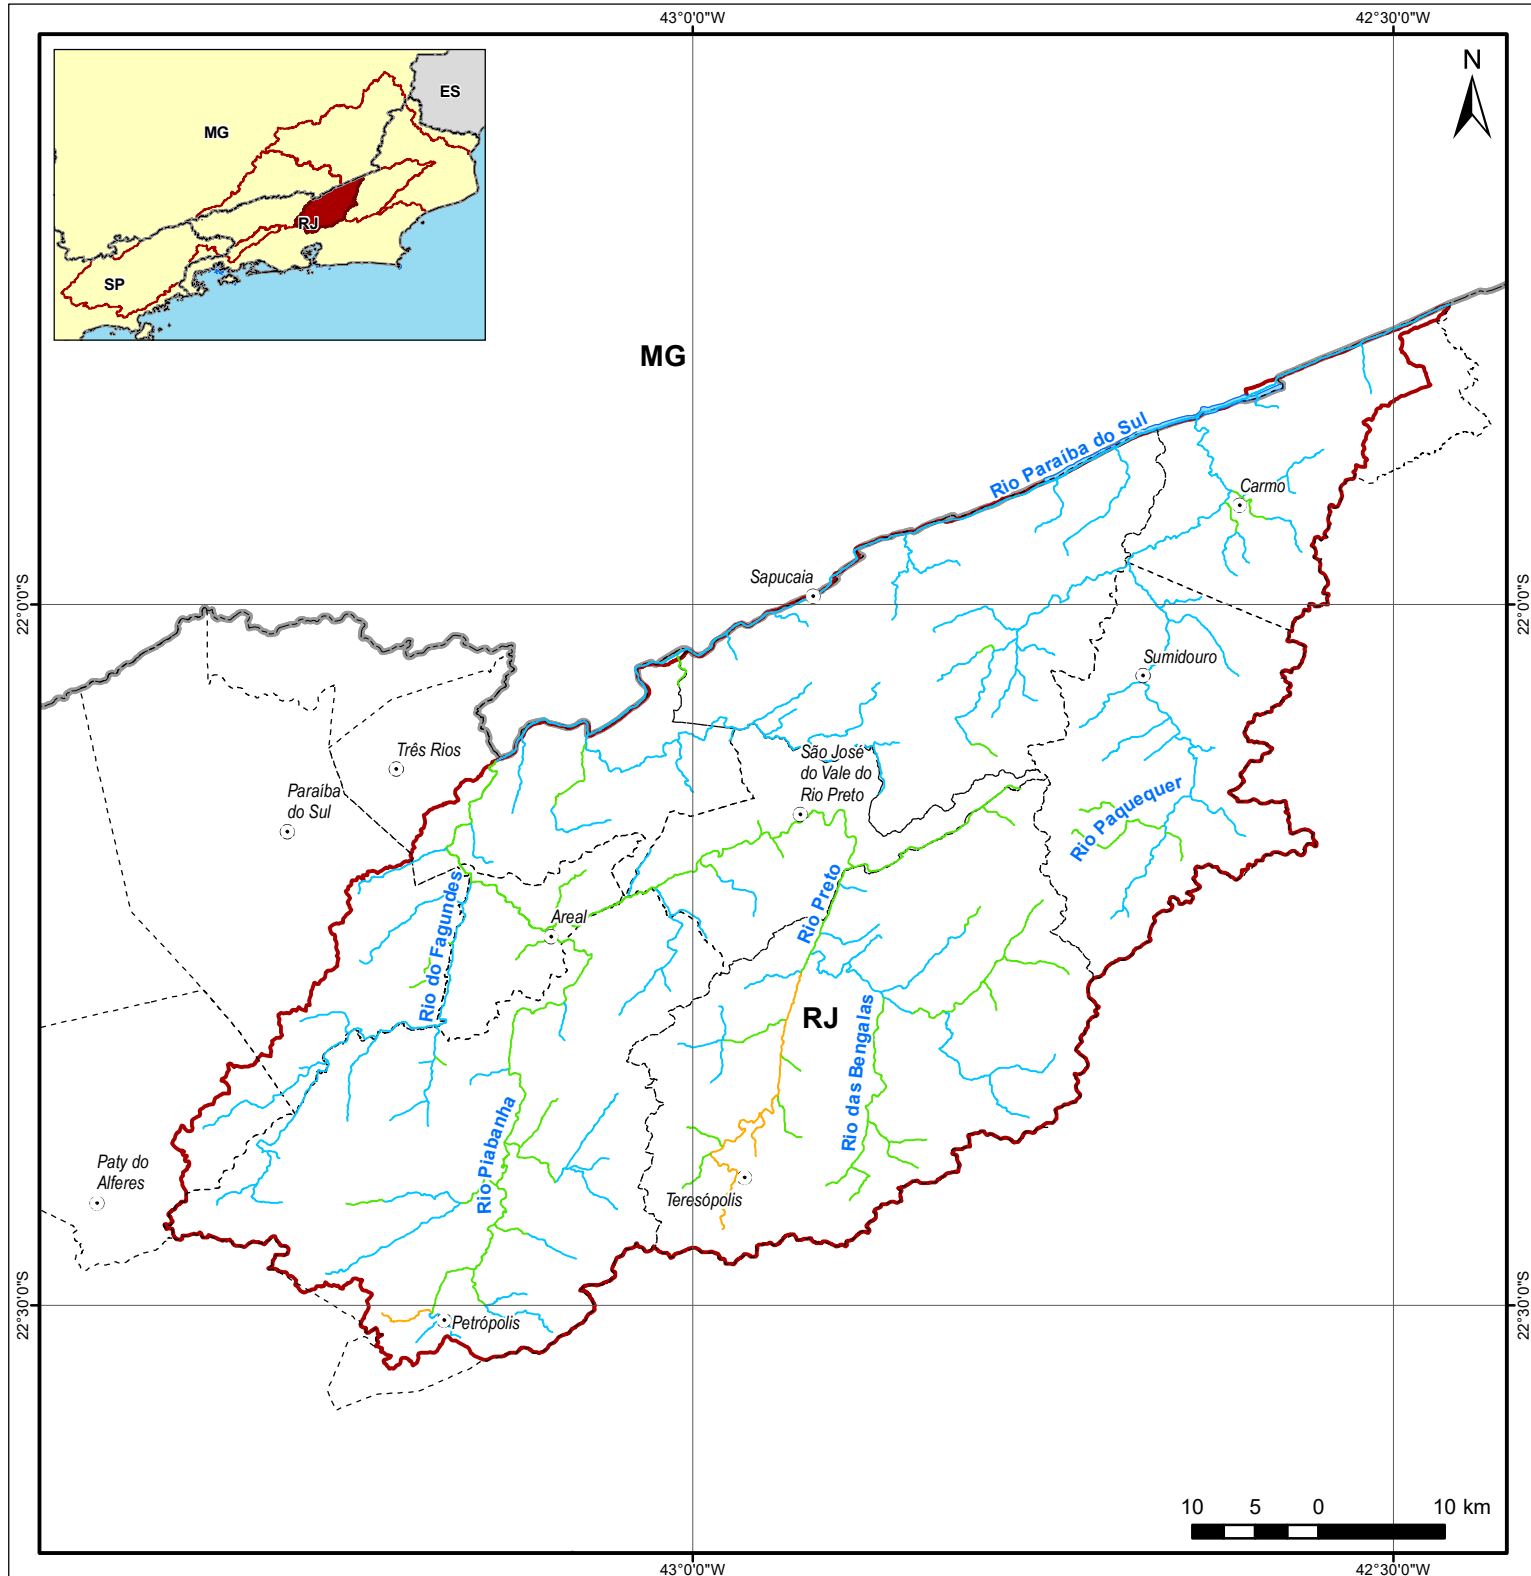 43°0'0"W
42°30'0"W
N
ES
MG
RJ
SP
MG
Rio Paraíba do Sul
Carmo
Sapucaia
22°0'0"S
22°0'0"S
Sumidouro
Três Rios
São José
do Vale do
Rio Preto
Paraíba
do Sul
Rio Paquequer
Rio do Fagundes
Areal
Rio Preto
RJ
Rio das Bengalas
Rio Piabanha
Paty do
Alferes
Teresópolis
22°30'0"S
22°30'0"S
Petrópolis
10 5 0 10 km
43°0'0"W
42°30'0"W